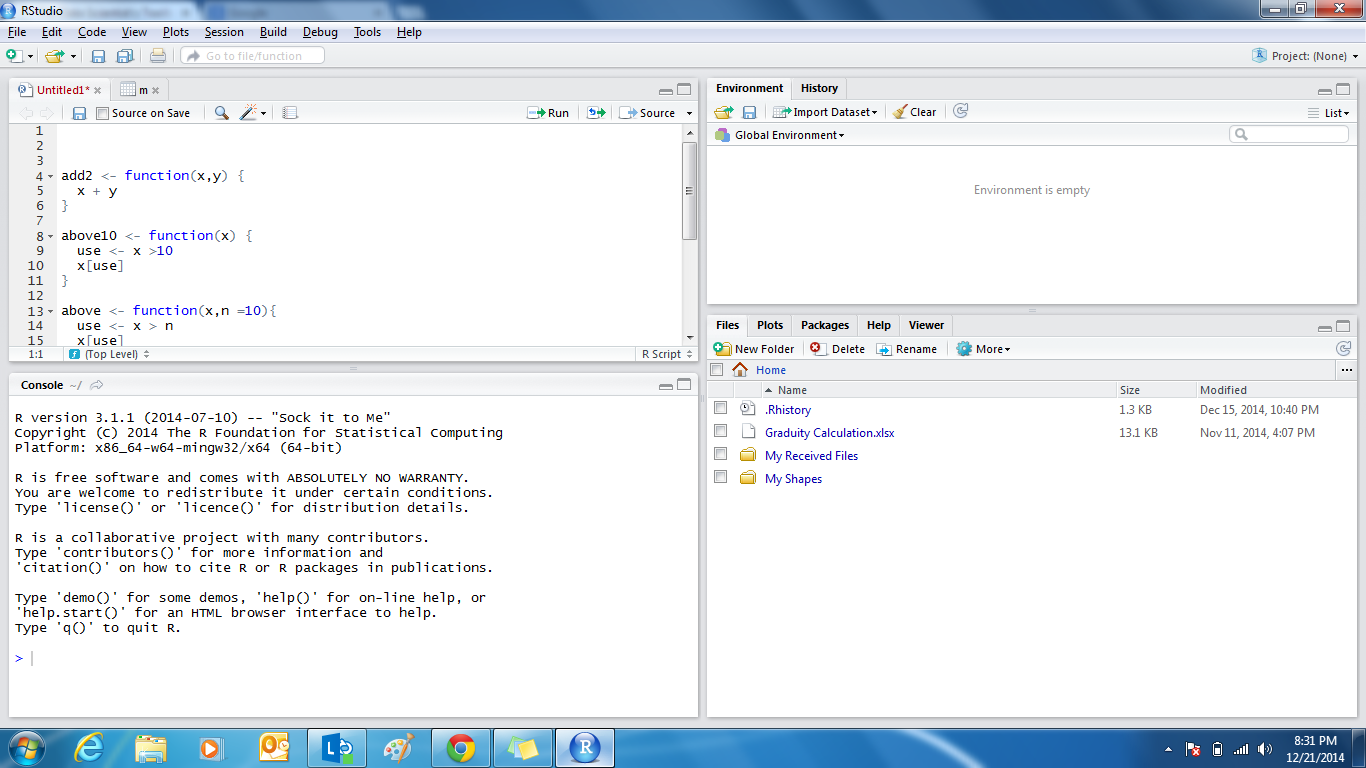 RStudio
File Edit Code View Plots Session Build Debug Tools Help
Go to file/function
Project: (None)
Untitled1* m
Source on Save Run Source
1
2
3
4 add2 <- function(x,y) {
5 x + y
6 }
7
8 above10 <- function(x) {
9 use <- x >10
10 x[use]
11 }
12
13 above <- function(x,n =10){
14 use <- x > n
15 x[use]
1:1 (Top Level) R Script
Console ~/
R version 3.1.1 (2014-07-10) -- "Sock it to Me"
Copyright (C) 2014 The R Foundation for Statistical Computing
Platform: x86_64-w64-mingw32/x64 (64-bit)
R is free software and comes with ABSOLUTELY NO WARRANTY.
You are welcome to redistribute it under certain conditions.
Type 'license()' or 'licence()' for distribution details.
R is a collaborative project with many contributors.
Type 'contributors()' for more information and
'citation()' on how to cite R or R packages in publications.
Type 'demo()' for some demos, 'help()' for on-line help, or
'help.start()' for an HTML browser interface to help.
Type 'q()' to quit R.
>
Environment History
Import Dataset Clear List
Global Environment
Environment is empty
Files Plots Packages Help Viewer
New Folder Delete Rename More
Home ...
Name Size Modified
.Rhistory 1.3 KB Dec 15, 2014, 10:40 PM
Graduity Calculation.xlsx 13.1 KB Nov 11, 2014, 4:07 PM
My Received Files
My Shapes
8:31 PM
12/21/2014